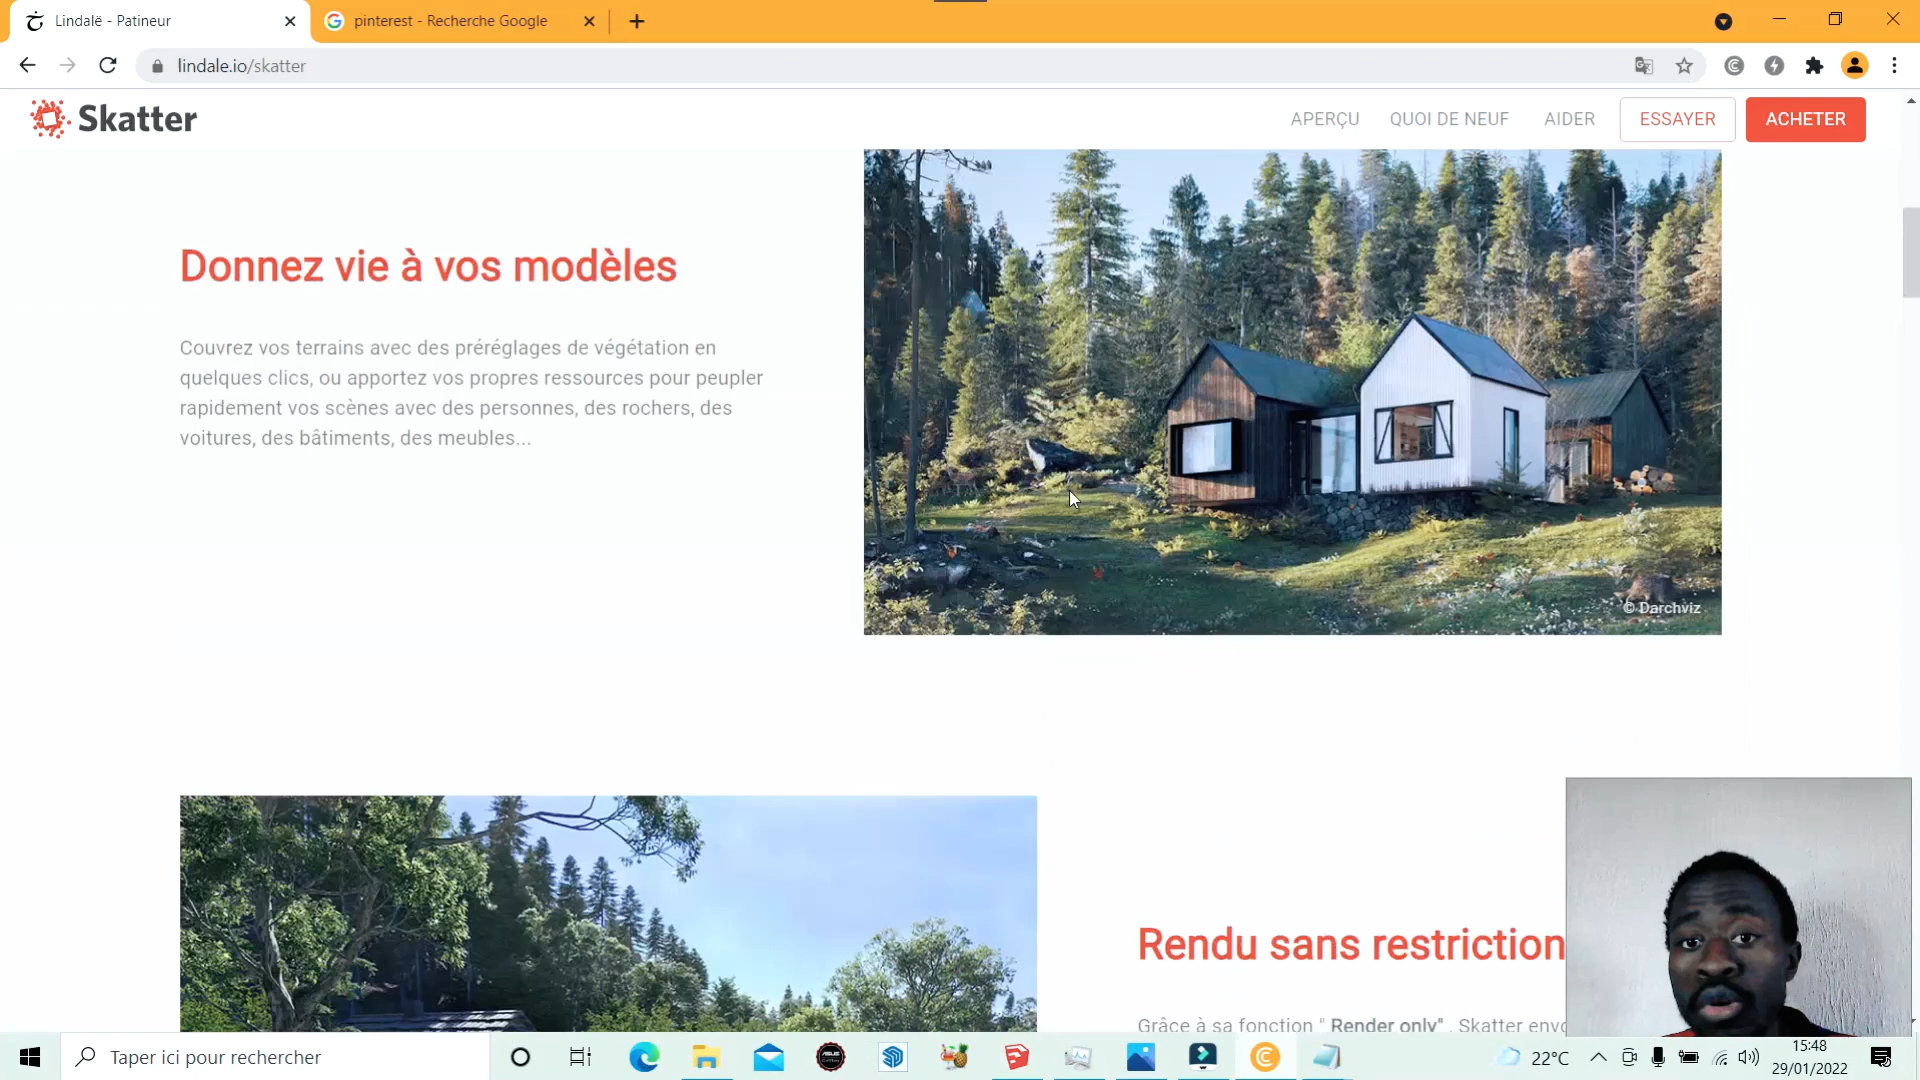 Lindalë - Patineur
pinterest - Recherche Google
lindale.io/skatter
Skatter
APERÇU
QUOI DE NEUF
AIDER
ESSAYER
ACHETER
Donnez vie à vos modèles
Couvrez vos terrains avec des préréglages de végétation en
quelques clics, ou apportez vos propres ressources pour peupler
rapidement vos scènes avec des personnes, des rochers, des
voitures, des bâtiments, des meubles...
© Darchviz
Rendu sans restriction
Grâce à sa fonction " Render only" . Skatter envo
Taper ici pour rechercher
22°C
15:48
29/01/2022